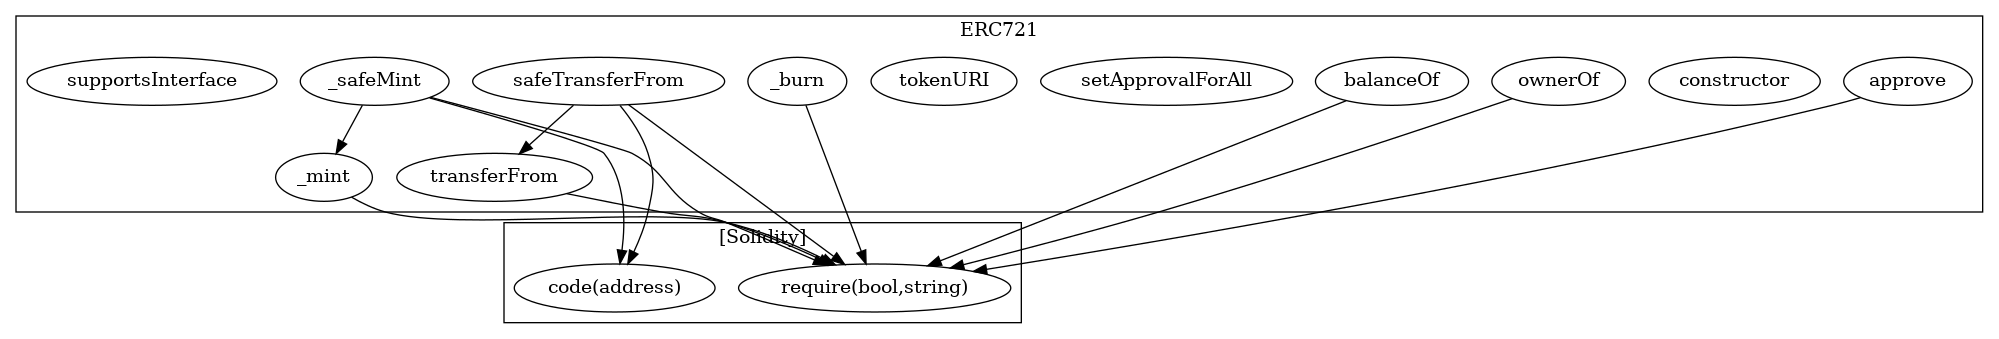 ERC721
supportsInterface
_safeMint
safeTransferFrom
_burn
tokenURI
setApprovalForAll
balanceOf
ownerOf
constructor
approve
_mint
transferFrom
[Solidity]
code(address)
require(bool,string)